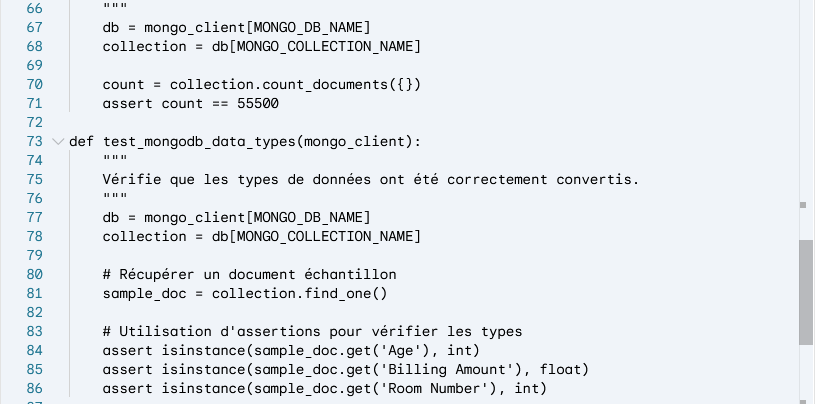 66 """
67 db = mongo_client[MONGO_DB_NAME]
68 collection = db[MONGO_COLLECTION_NAME]
69
70 count = collection.count_documents({})
71 assert count == 55500
72
73 def test_mongodb_data_types(mongo_client):
74 """
75 Vérifie que les types de données ont été correctement convertis.
76 """
77 db = mongo_client[MONGO_DB_NAME]
78 collection = db[MONGO_COLLECTION_NAME]
79
80 # Récupérer un document échantillon
81 sample_doc = collection.find_one()
82
83 # Utilisation d'assertions pour vérifier les types
84 assert isinstance(sample_doc.get('Age'), int)
85 assert isinstance(sample_doc.get('Billing Amount'), float)
86 assert isinstance(sample_doc.get('Room Number'), int)